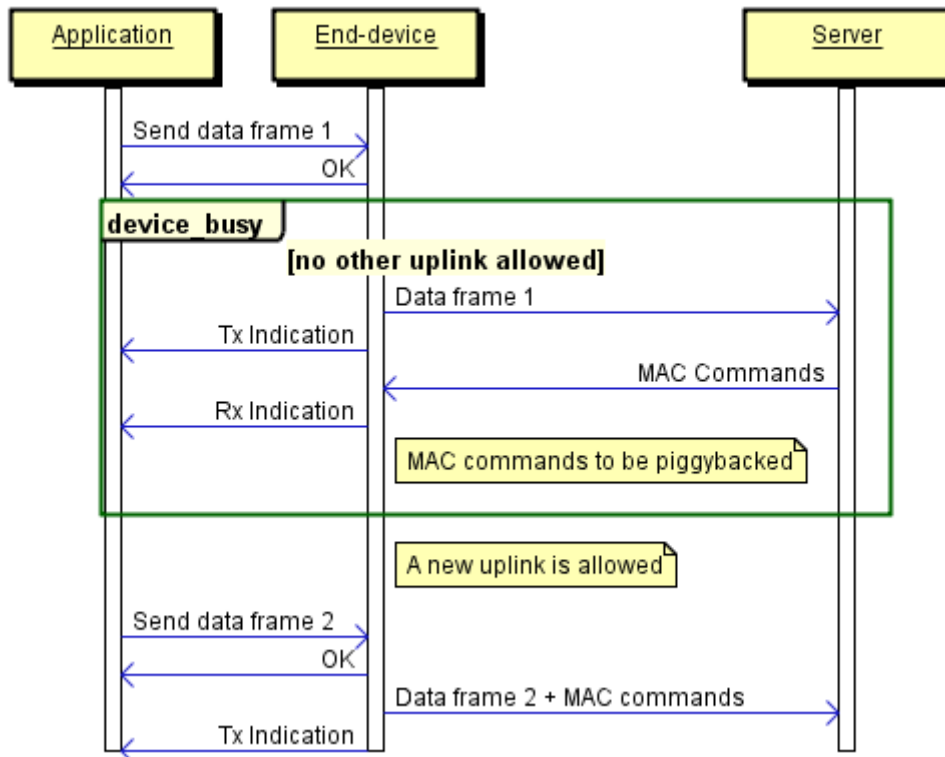 Application
End-device
Server
Send data frame 1
OK
device_busy
[no other uplink allowed]
Data frame 1
Tx Indication
MAC Commands
Rx Indication
MAC commands to be piggybacked
A new uplink is allowed
Send data frame 2
OK
Data frame 2 + MAC commands
Tx Indication